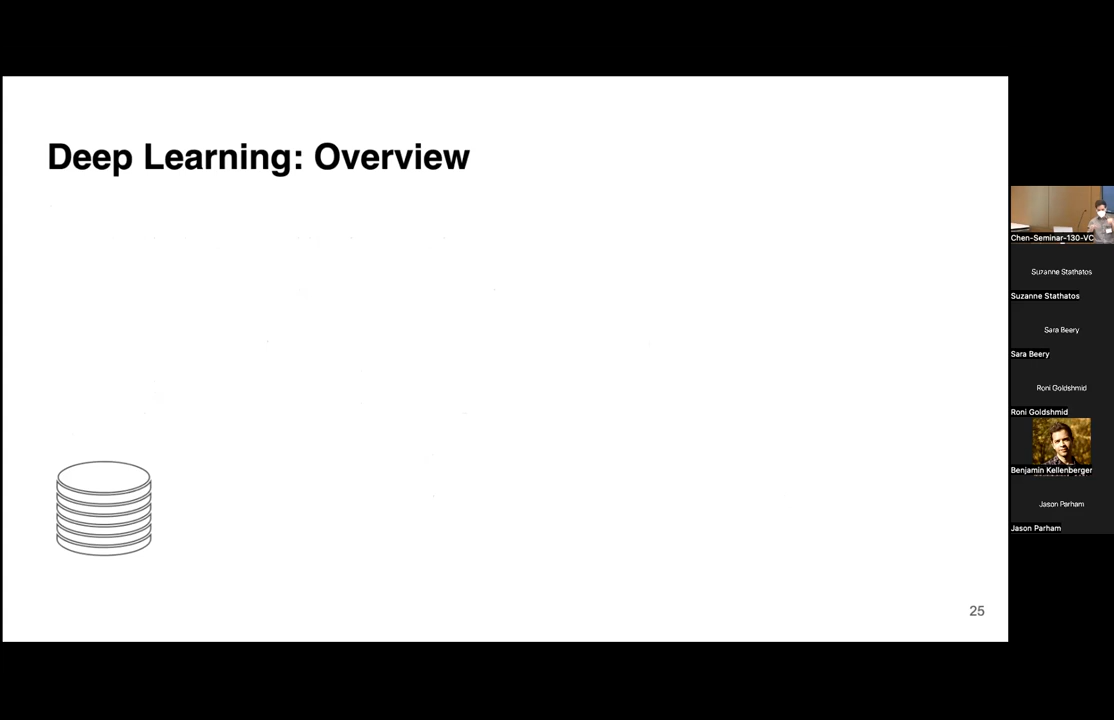 Deep Learning: Overview
25
Chen-Seminar-130-VC
Suzanne Stathatos
Suzanne Stathatos
Sara Beery
Sara Beery
Roni Goldshmid
Roni Goldshmid
Benjamin Kellenberger
Jason Parham
Jason Parham